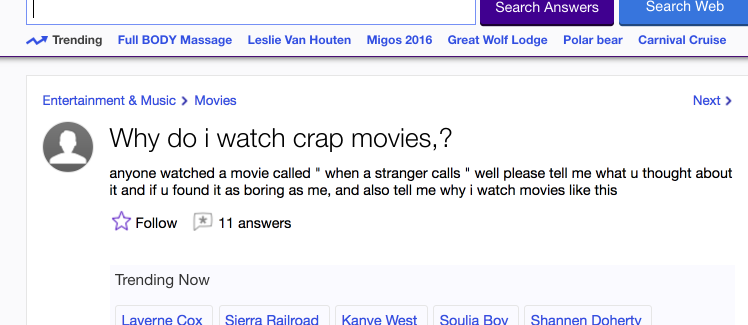 Search Answers Search Web
Trending Full BODY Massage Leslie Van Houten Migos 2016 Great Wolf Lodge Polar bear Carnival Cruise
Entertainment & Music > Movies Next >
Why do i watch crap movies,?
anyone watched a movie called " when a stranger calls " well please tell me what u thought about
it and if u found it as boring as me, and also tell me why i watch movies like this
Follow 11 answers
Trending Now
Laverne Cox Sierra Railroad Kanye West Soulja Boy Shannen Doherty